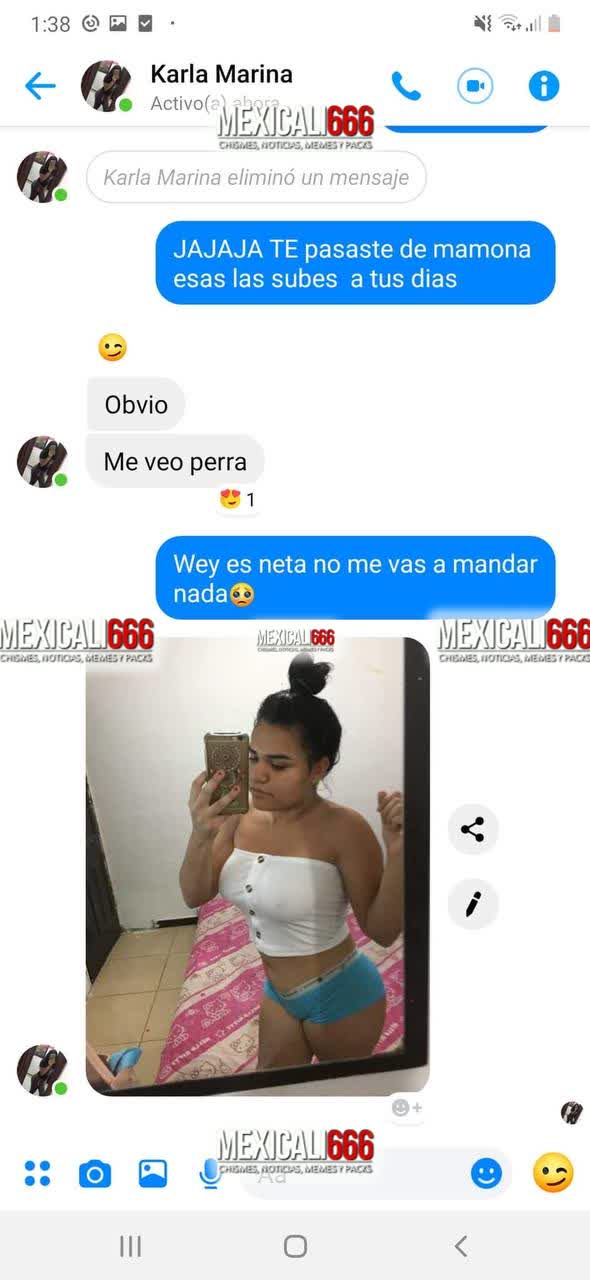 1:38
Karla Marina
Activo(a) ahora
MEXICALI666
CHISMES, NOTICIAS, MEMES Y PACKS
Karla Marina eliminó un mensaje
JAJAJA TE pasaste de mamona
esas las subes a tus dias
Obvio
Me veo perra
1
Wey es neta no me vas a mandar
nada
MEXICALI666
CHISMES, NOTICIAS, MEMES Y PACKS
MEXICALI666
CHISMES, NOTICIAS, MEMES Y PACKS
MEXICALI666
CHISMES, NOTICIAS, MEMES Y PACKS
MEXICALI666
CHISMES, NOTICIAS, MEMES Y PACKS
Aa